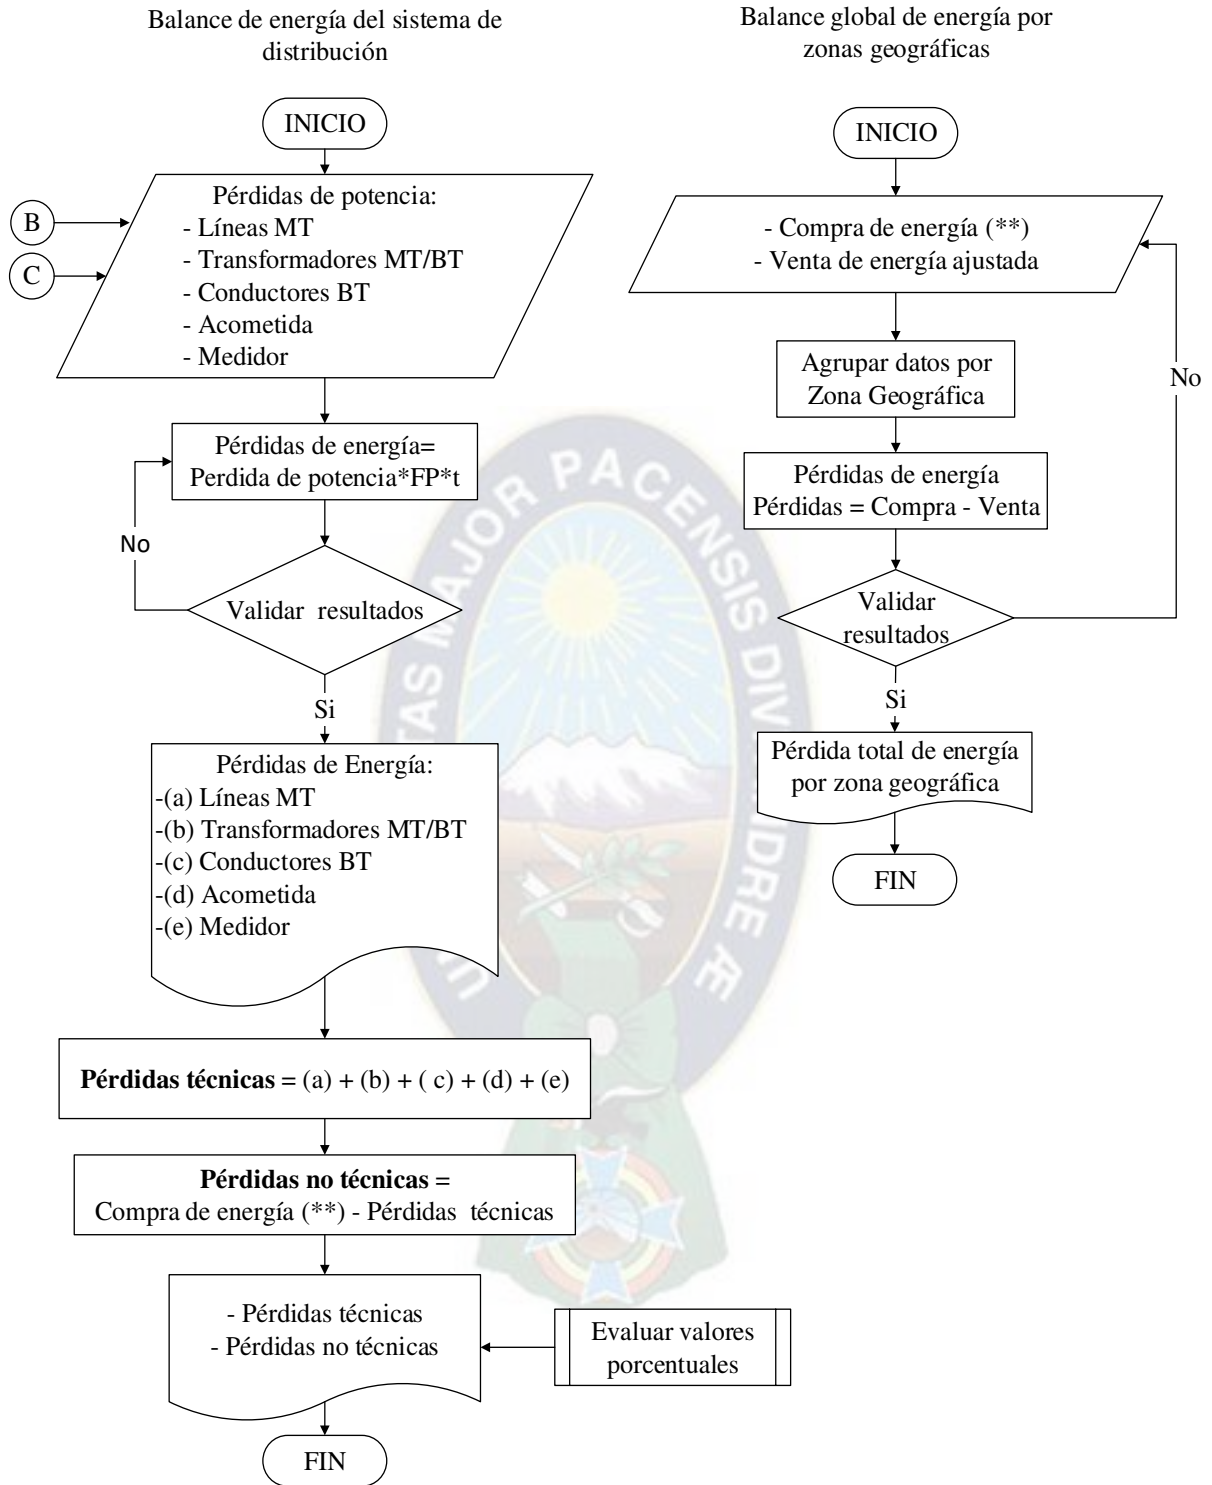 Balance de energía del sistema de
distribución
INICIO
B
C
Pérdidas de potencia:
- Líneas MT
- Transformadores MT/BT
- Conductores BT
- Acometida
- Medidor
Pérdidas de energía=
Perdida de potencia*FP*t
No
Validar resultados
Si
Pérdidas de Energía:
-(a) Líneas MT
-(b) Transformadores MT/BT
-(c) Conductores BT
-(d) Acometida
-(e) Medidor
Pérdidas técnicas = (a) + (b) + ( c) + (d) + (e)
Pérdidas no técnicas =
Compra de energía (**) - Pérdidas técnicas
- Pérdidas técnicas
- Pérdidas no técnicas
Evaluar valores
porcentuales
FIN
Balance global de energía por
zonas geográficas
INICIO
- Compra de energía (**)
- Venta de energía ajustada
Agrupar datos por
Zona Geográfica
No
Pérdidas de energía
Pérdidas = Compra - Venta
Validar
resultados
Si
Pérdida total de energía
por zona geográfica
FIN
MAJOR PACENSIS